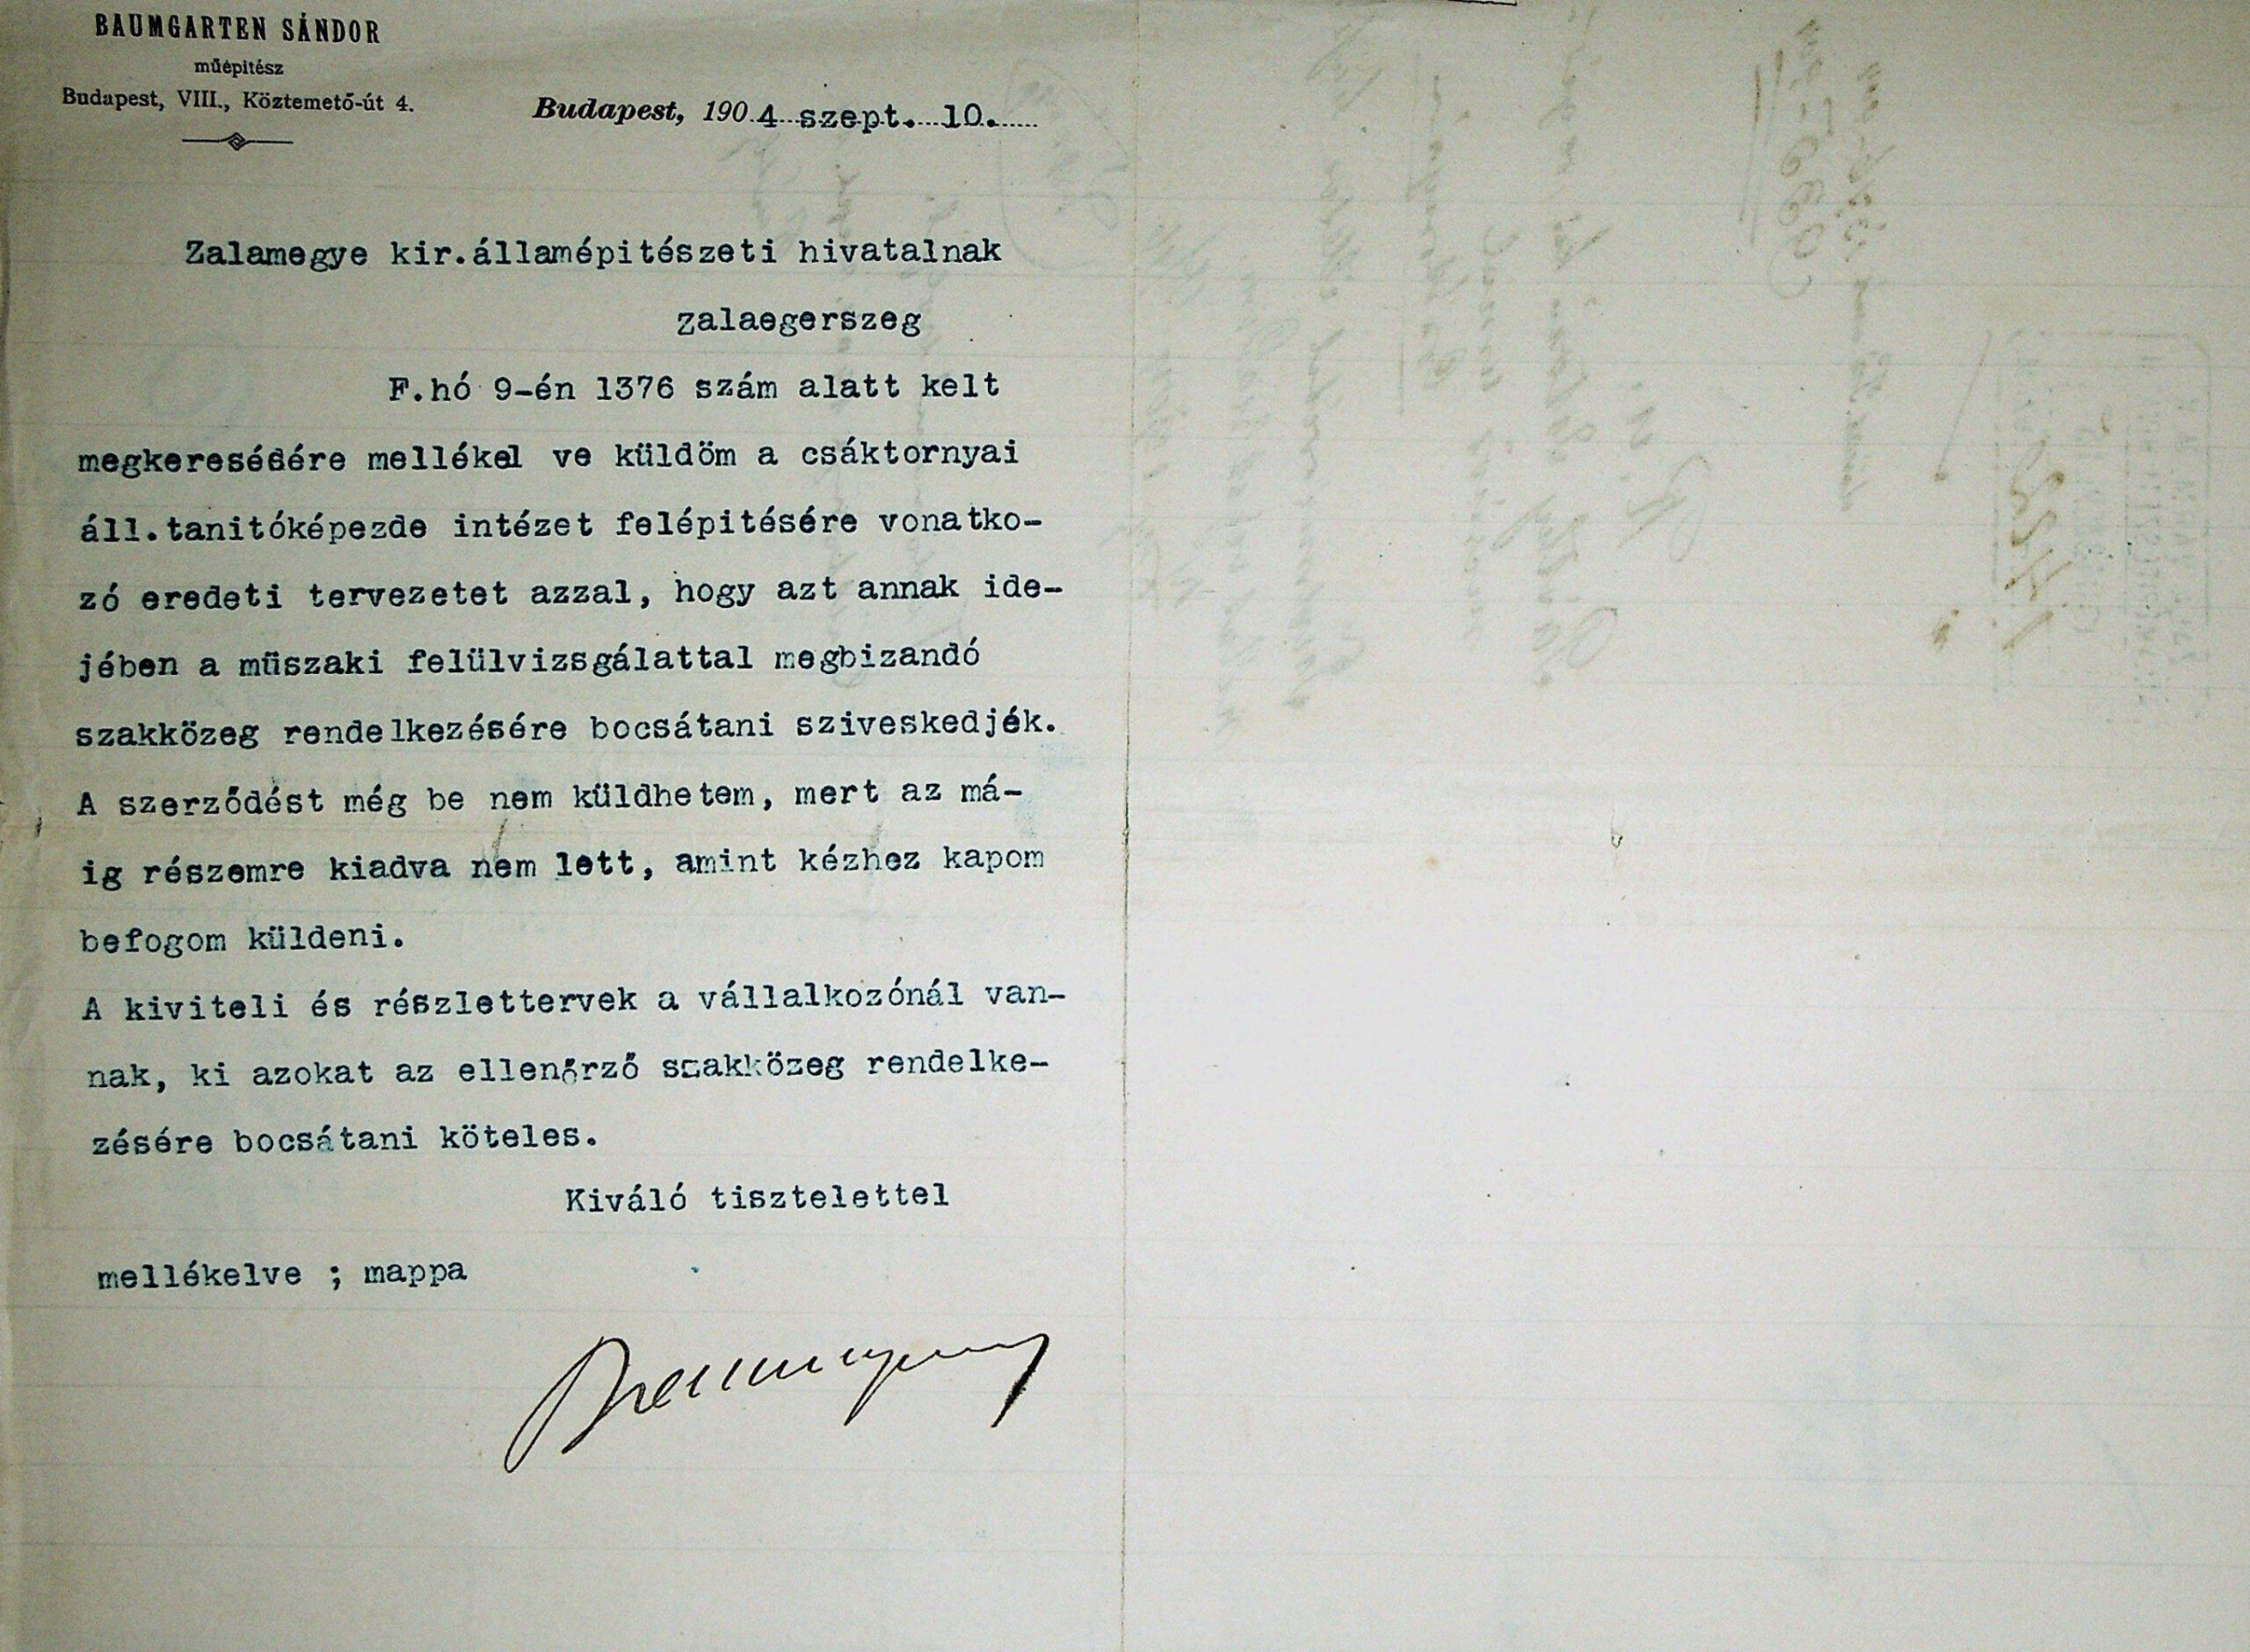 BAUMGARTEN SÁNDOR
műépitész
Budapest, VIII., Köztemető-út 4.
Budapest, 1904 szept. 10.
Zalamegye kir.államépitészeti hivatalnak
zalaegerszeg
F.hó 9-én 1376 szám alatt kelt
megkeresésére mellékel ve küldöm a csáktornyai
áll.tanitóképezde intézet felépitésére vonatko-
zó eredeti tervezetet azzal, hogy azt annak ide-
jében a müszaki felülvizsgálattal megbizandó
szakközeg rendelkezésére bocsátani sziveskedjék.
A szerződést még be nem küldhetem, mert az má-
ig részemre kiadva nem lett, amint kézhez kapom
befogom küldeni.
A kiviteli és részlettervek a vállalkozónál van-
nak, ki azokat az ellenőrző szakközeg rendelke-
zésére bocsátani köteles.
Kiváló tisztelettel
mellékelve ; mappa